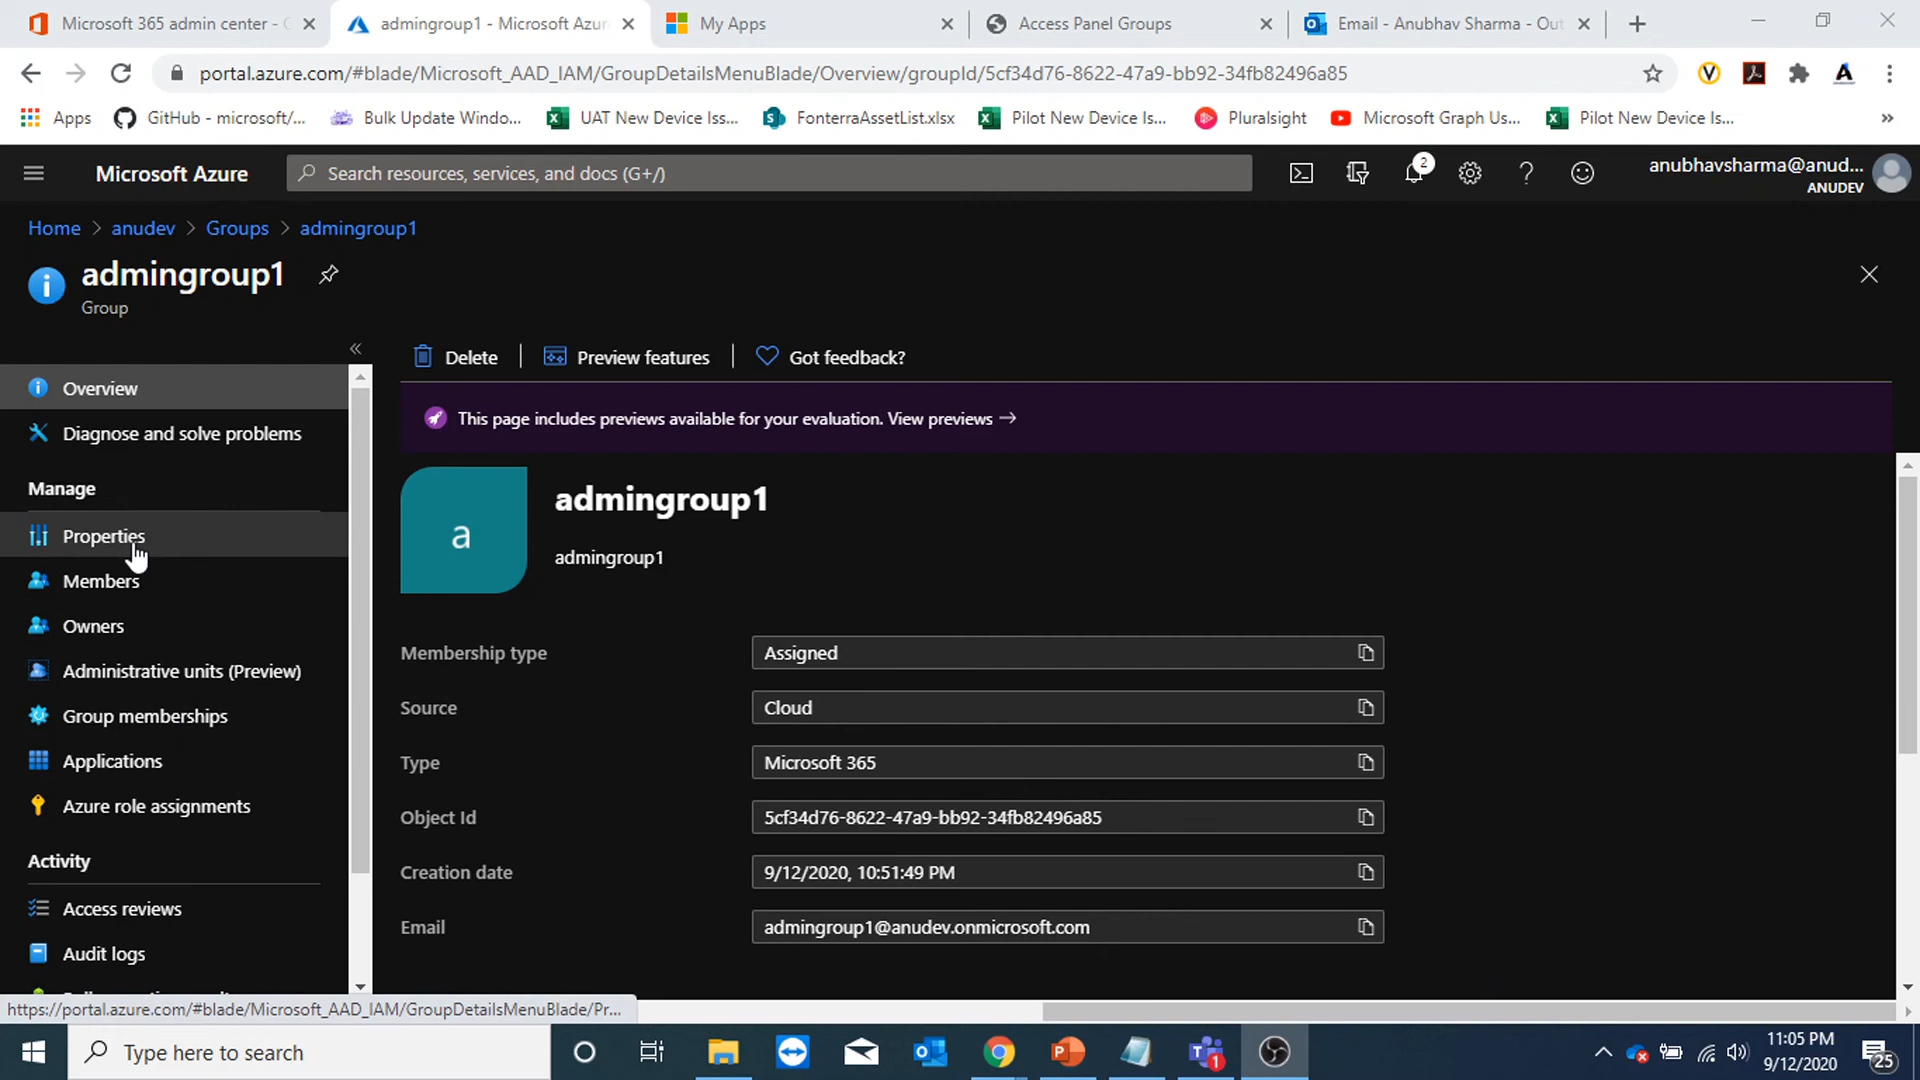 Microsoft 365 admin center - 
admingroup1 - Microsoft Azur
My Apps
Access Panel Groups
Email - Anubhav Sharma - Out
portal.azure.com/#blade/Microsoft_AAD_IAM/GroupDetailsMenuBlade/Overview/groupId/5cf34d76-8622-47a9-bb92-34fb82496a85
Apps
GitHub - microsoft/...
Bulk Update Windo...
UAT New Device Iss...
FonterraAssetList.xlsx
Pilot New Device Is...
Pluralsight
Microsoft Graph Us...
Pilot New Device Is...
»
Microsoft Azure
Search resources, services, and docs (G+/)
2
anubhavsharma@anud...
ANUDEV
Home > anudev > Groups > admingroup1
admingroup1
Group
Delete
Preview features
Got feedback?
Overview
Diagnose and solve problems
Manage
Properties
Members
Owners
Administrative units (Preview)
Group memberships
Applications
Azure role assignments
Activity
Access reviews
Audit logs
This page includes previews available for your evaluation. View previews →
a
admingroup1
admingroup1
Membership type
Assigned
Source
Cloud
Type
Microsoft 365
Object Id
5cf34d76-8622-47a9-bb92-34fb82496a85
Creation date
9/12/2020, 10:51:49 PM
Email
admingroup1@anudev.onmicrosoft.com
https://portal.azure.com/#blade/Microsoft_AAD_IAM/GroupDetailsMenuBlade/Pr...
Type here to search
1
11:05 PM
9/12/2020
25